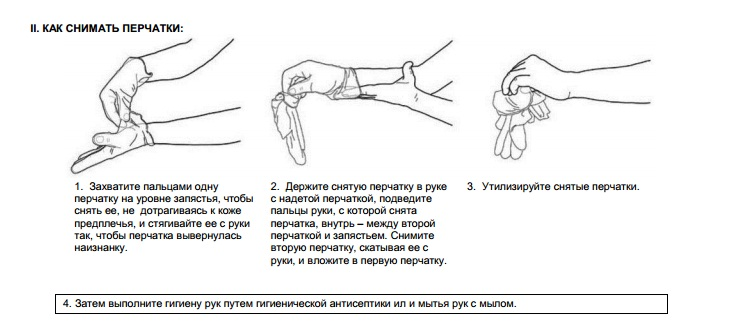 II. КАК СНИМАТЬ ПЕРЧАТКИ:
1. Захватите пальцами одну
перчатку на уровне запястья, чтобы
снять ее, не дотрагиваясь к коже
предплечья, и стягивайте ее с руки
так, чтобы перчатка вывернулась
наизнанку.
2. Держите снятую перчатку в руке
с надетой перчаткой, подведите
пальцы руки, с которой снята
перчатка, внутрь – между второй
перчаткой и запястьем. Снимите
вторую перчатку, скатывая ее с
руки, и вложите в первую перчатку.
3. Утилизируйте снятые перчатки.
4. Затем выполните гигиену рук путем гигиенической антисептики ил и мытья рук с мылом.